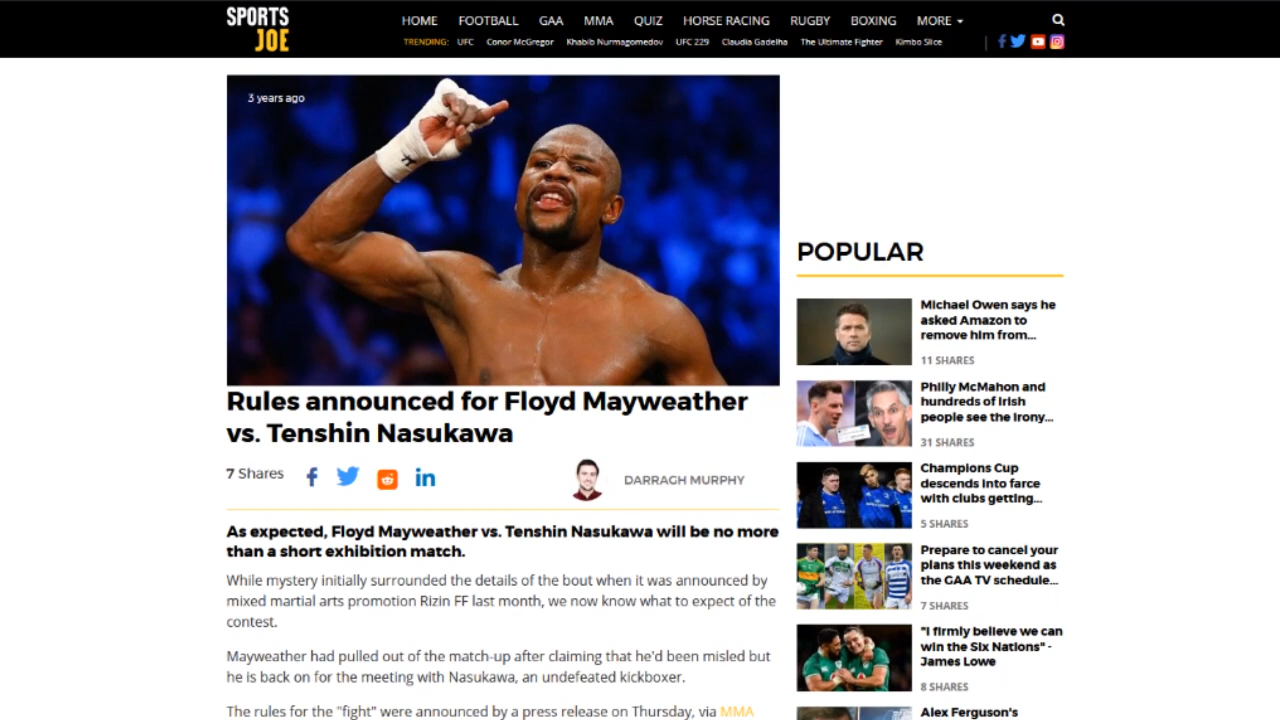 SPORTS
JOE
HOME FOOTBALL GAA MMA QUIZ HORSE RACING RUGBY BOXING MORE
TRENDING: UFC Conor McGregor Khabib Nurmagomedov UFC 229 Claudia Gadelha The Ultimate Fighter Kimbo Slice
3 years ago
Rules announced for Floyd Mayweather
vs. Tenshin Nasukawa
7 Shares
DARRAGH MURPHY
As expected, Floyd Mayweather vs. Tenshin Nasukawa will be no more
than a short exhibition match.
While mystery initially surrounded the details of the bout when it was announced by
mixed martial arts promotion Rizin FF last month, we now know what to expect of the
contest.
Mayweather had pulled out of the match-up after claiming that he'd been misled but
he is back on for the meeting with Nasukawa, an undefeated kickboxer.
The rules for the "fight" were announced by a press release on Thursday, via MMA
POPULAR
Michael Owen says he
asked Amazon to
remove him from...
11 SHARES
Philly McMahon and
hundreds of Irish
people see the irony...
31 SHARES
Champions Cup
descends into farce
with clubs getting...
5 SHARES
Prepare to cancel your
plans this weekend as
the GAA TV schedule...
7 SHARES
"I firmly believe we can
win the Six Nations" -
James Lowe
8 SHARES
Alex Ferguson's